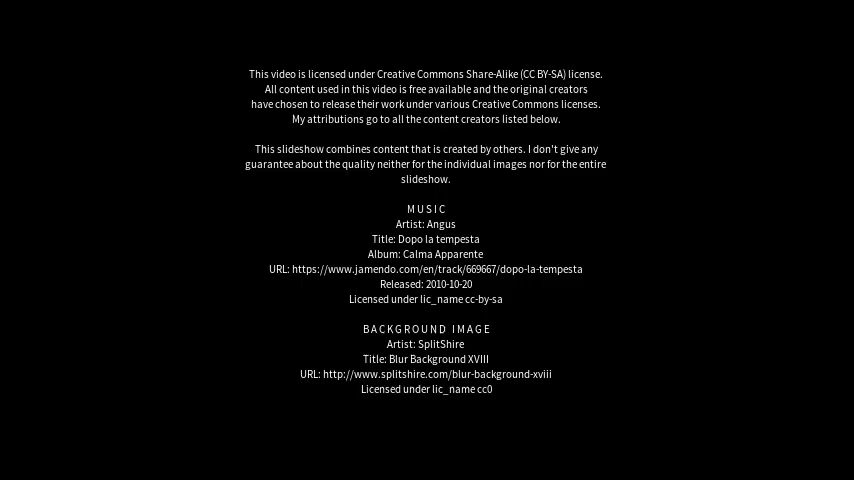 This video is licensed under Creative Commons Share-Alike (CC BY-SA) license.
All content used in this video is free available and the original creators
have chosen to release their work under various Creative Commons licenses.
My attributions go to all the content creators listed below.
This slideshow combines content that is created by others. I don't give any
guarantee about the quality neither for the individual images nor for the entire
slideshow.
MUSIC
Artist: Angus
Title: Dopo la tempesta
Album: Calma Apparente
URL: https://www.jamendo.com/en/track/669667/dopo-la-tempesta
Released: 2010-10-20
Licensed under lic_name cc-by-sa
BACKGROUND IMAGE
Artist: SplitShire
Title: Blur Background XVIII
URL: http://www.splitshire.com/blur-background-xviii
Licensed under lic_name cc0